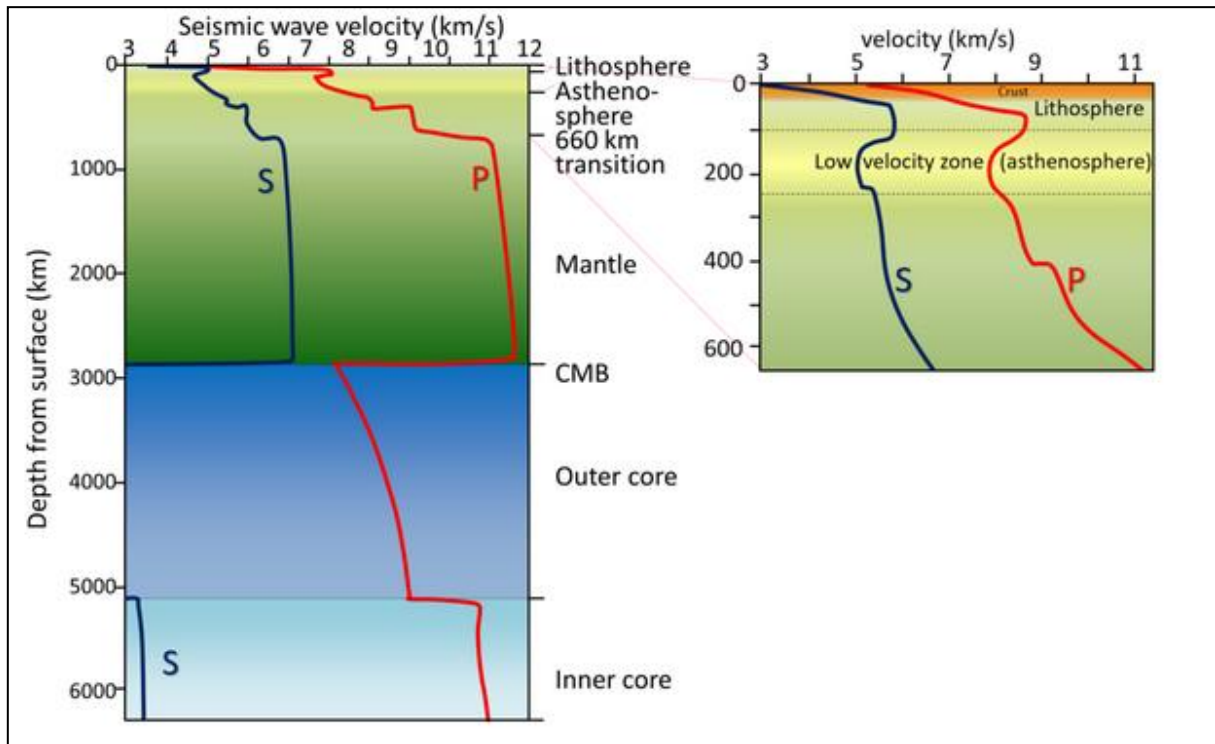 Seismic wave velocity (km/s)
3 4 5 6 7 8 9 10 11 12
0
1000
2000
3000
4000
5000
6000
Depth from surface (km)
S
P
S
Lithosphere
Astheno-
sphere
660 km
transition
Mantle
CMB
Outer core
Inner core
velocity (km/s)
3 5 7 9 11
0
200
400
600
Crust
Lithosphere
Low velocity zone (asthenosphere)
S
P